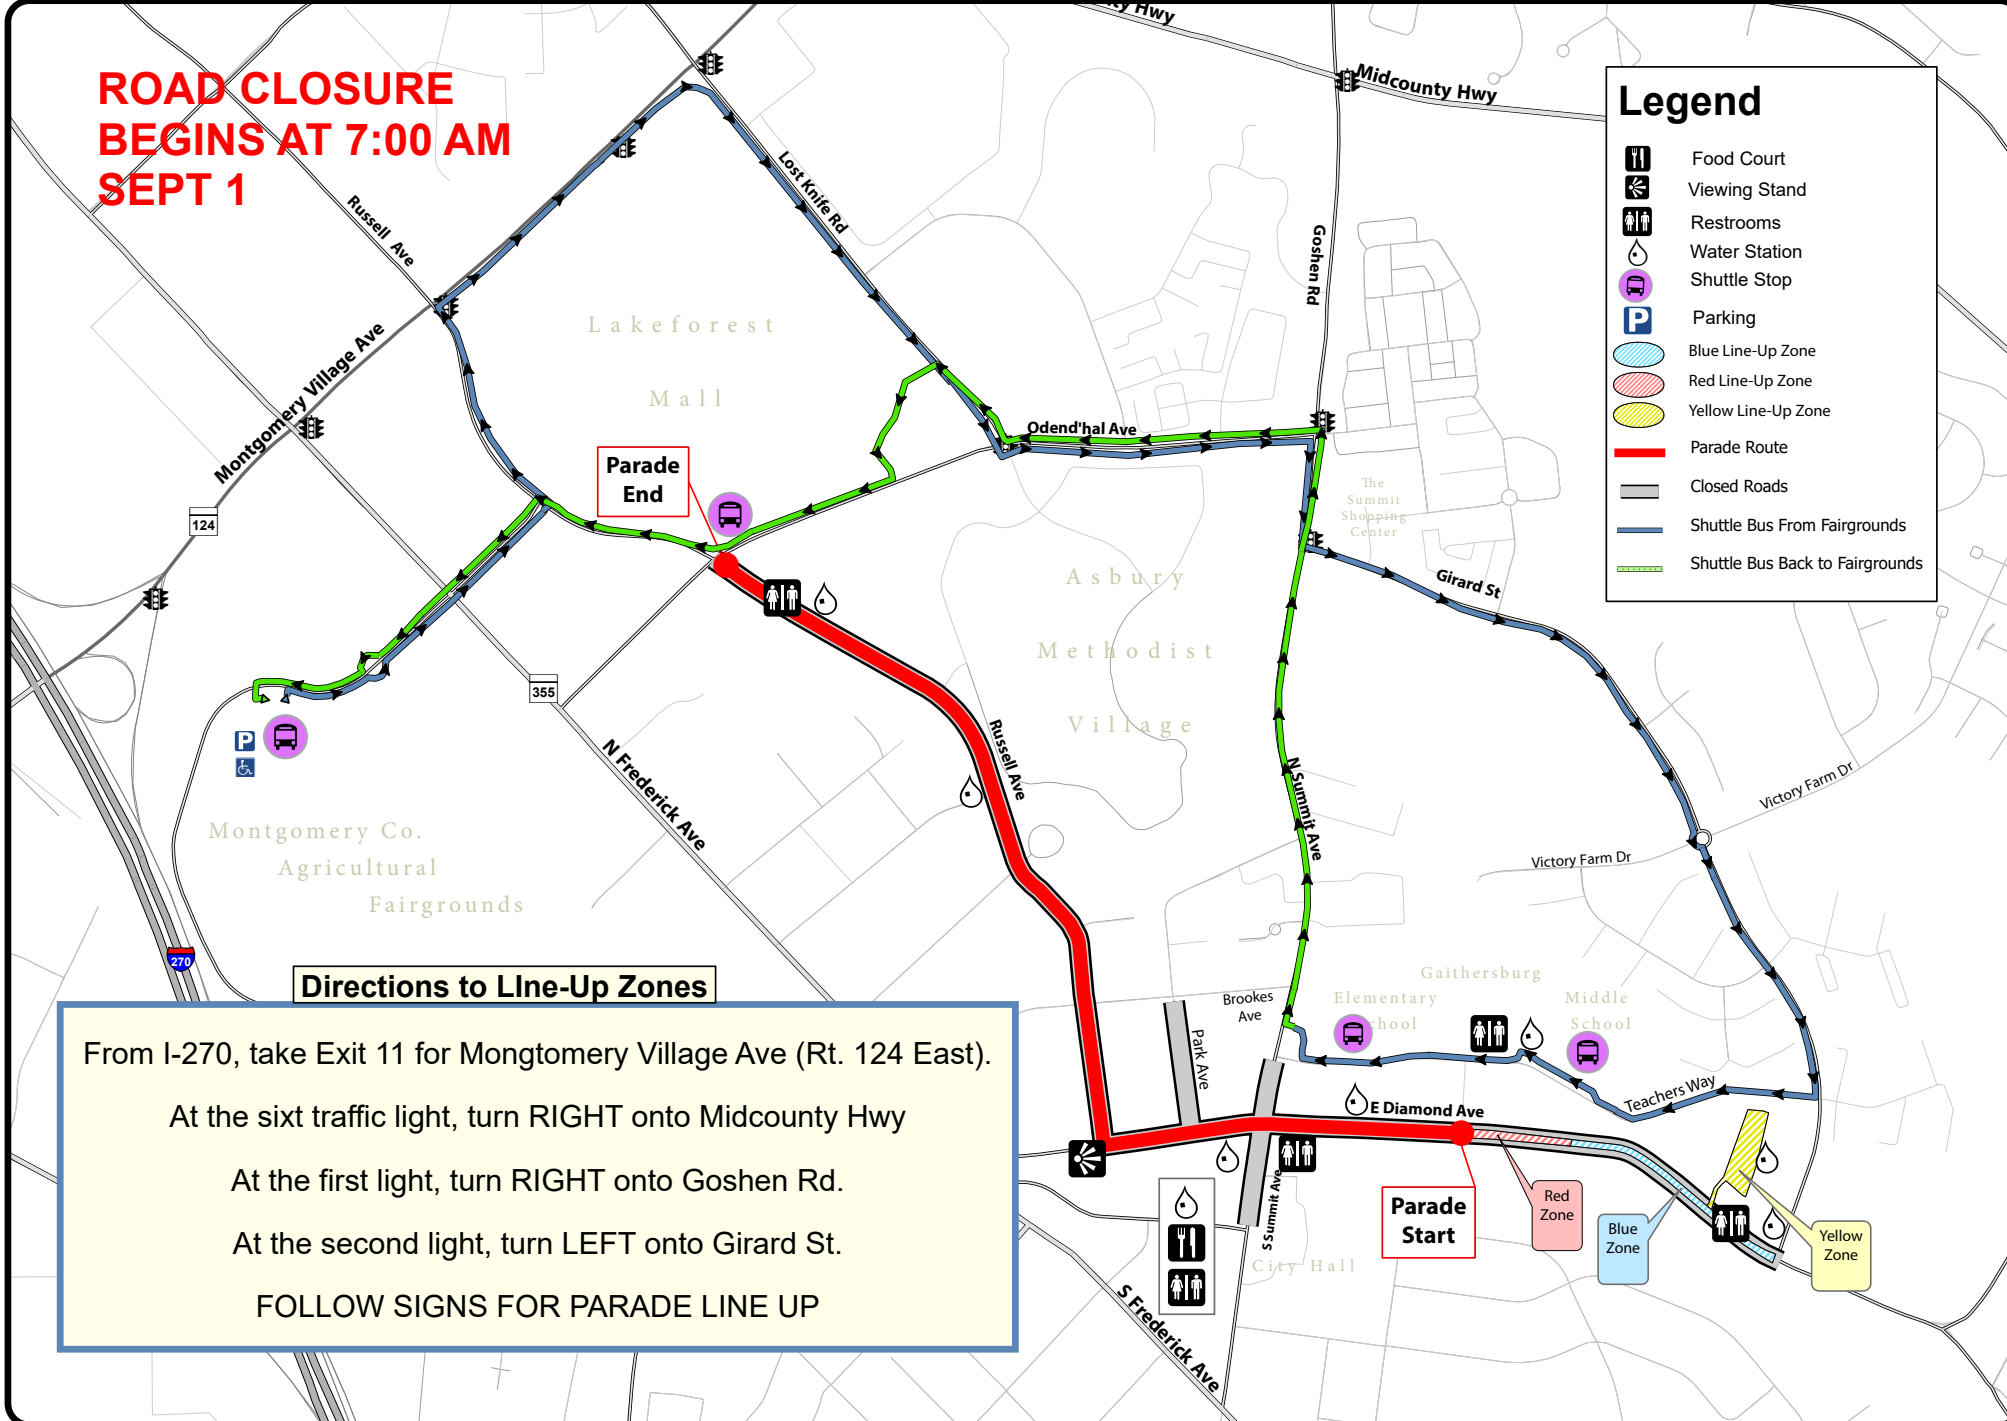 ty Hwy
Midcounty Hwy
ROAD CLOSURE
BEGINS AT 7:00 AM
SEPT 1
Legend
Food Court
Viewing Stand
Restrooms
Water Station
Shuttle Stop
P
Parking
Blue Line-Up Zone
Red Line-Up Zone
Yellow Line-Up Zone
Parade Route
Closed Roads
Shuttle Bus From Fairgrounds
Shuttle Bus Back to Fairgrounds
Russell Ave
Lost Knife Rd
Goshen Rd
Lakeforest
Mall
Montgomery Village Ave
124
Odend'hal Ave
Parade
End
The
Summit
Shopping
Center
Girard St
Asbury
Methodist
Village
355
N Frederick Ave
Russell Ave
N Summit Ave
P
Victory Farm Dr
Victory Farm Dr
Montgomery Co.
Agricultural
Fairgrounds
270
Gaithersburg
Elementary
School
Middle
School
Brookes
Ave
Park Ave
Teachers Way
E Diamond Ave
Directions to LIne-Up Zones
From I-270, take Exit 11 for Mongtomery Village Ave (Rt. 124 East).
At the sixt traffic light, turn RIGHT onto Midcounty Hwy
At the first light, turn RIGHT onto Goshen Rd.
At the second light, turn LEFT onto Girard St.
FOLLOW SIGNS FOR PARADE LINE UP
S Summit Ave
Parade
Start
Red
Zone
Blue
Zone
Yellow
Zone
City Hall
S Frederick Ave